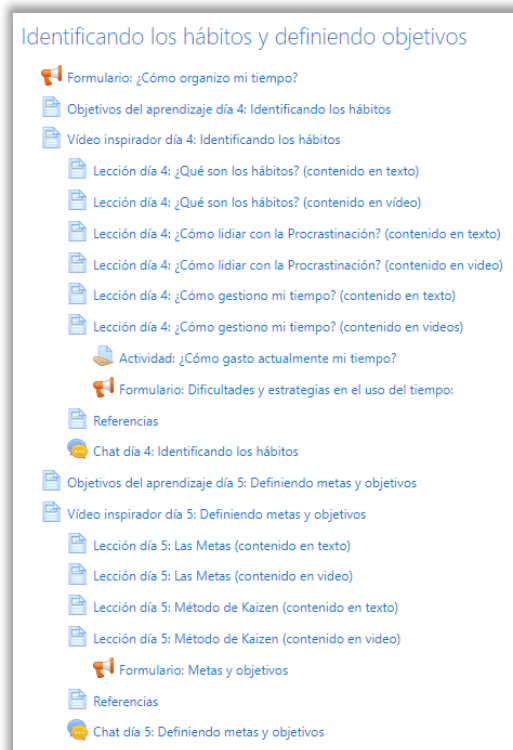 Identificando los hábitos y definiendo objetivos
Formulario: ¿Cómo organizo mi tiempo?
Objetivos del aprendizaje día 4: Identificando los hábitos
Vídeo inspirador día 4: Identificando los hábitos
Lección día 4: ¿Qué son los hábitos? (contenido en texto)
Lección día 4: ¿Qué son los hábitos? (contenido en vídeo)
Lección día 4: ¿Cómo lidiar con la Procrastinación? (contenido en texto)
Lección día 4: ¿Cómo lidiar con la Procrastinación? (contenido en video)
Lección día 4: ¿Cómo gestiono mi tiempo? (contenido en texto)
Lección día 4: ¿Cómo gestiono mi tiempo? (contenido en videos)
Actividad: ¿Cómo gasto actualmente mi tiempo?
Formulario: Dificultades y estrategias en el uso del tiempo:
Referencias
Chat día 4: Identificando los hábitos
Objetivos del aprendizaje día 5: Definiendo metas y objetivos
Vídeo inspirador día 5: Definiendo metas y objetivos
Lección día 5: Las Metas (contenido en texto)
Lección día 5: Las Metas (contenido en video)
Lección día 5: Método de Kaizen (contenido en texto)
Lección día 5: Método de Kaizen (contenido en video)
Formulario: Metas y objetivos
Referencias
Chat día 5: Definiendo metas y objetivos